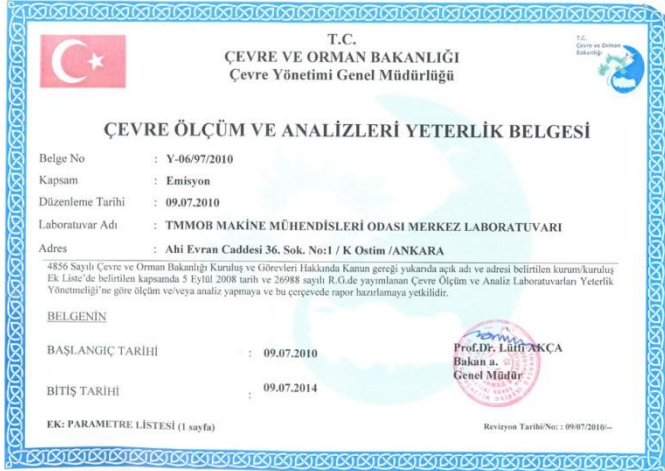 T.C.
ÇEVRE VE ORMAN BAKANLIĞI
Çevre Yönetimi Genel Müdürlüğü
T.C.
Çevre ve Orman
Bakanlığı
ÇEVRE ÖLÇÜM VE ANALİZLERİ YETERLİK BELGESİ
Belge No : Y-06/97/2010
Kapsam : Emisyon
Düzenleme Tarihi : 09.07.2010
Laboratuvar Adı : TMMOB MAKİNE MÜHENDİSLERİ ODASI MERKEZ LABORATUVARI
Adres : Ahi Evran Caddesi 36. Sok. No:1 / K Ostim /ANKARA
4856 Sayılı Çevre ve Orman Bakanlığı Kuruluş ve Görevleri Hakkında Kanun gereği yukarıda açık adı ve adresi belirtilen kurum/kuruluş
Ek Liste'de belirtilen kapsamda 5 Eylül 2008 tarih ve 26988 sayılı R.G.de yayımlanan Çevre Ölçüm ve Analiz Laboratuvarları Yeterlik
Yönetmeliği'ne göre ölçüm ve/veya analiz yapmaya ve bu çerçevede rapor hazırlamaya yetkilidir.
BELGENİN
BAŞLANGIÇ TARİHİ : 09.07.2010
Prof.Dr. Lütfi AKÇA
Bakan a.
Genel Müdür
BİTİŞ TARİHİ : 09.07.2014
EK: PARAMETRE LİSTESİ (1 sayfa)
Revizyon Tarihi/No: : 09/07/2010/--